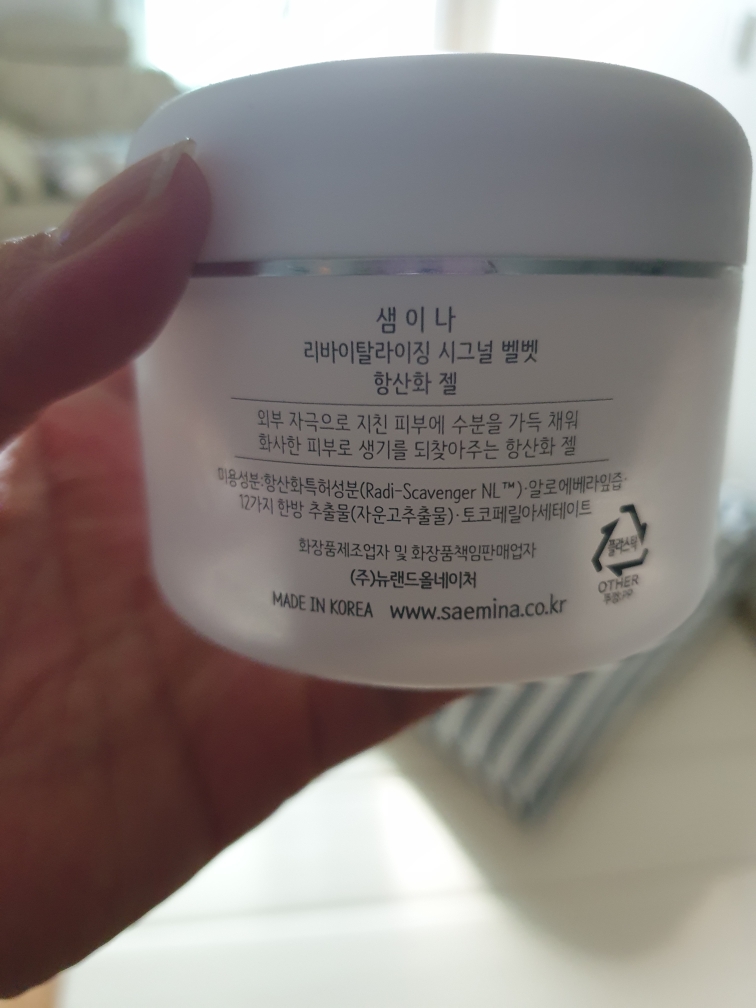 샘이나
리바이탈라이징 시그널 벨벳
항산화 젤
외부 자극으로 지친 피부에 수분을 가득 채워
화사한 피부로 생기를 되찾아주는 항산화 젤
미용성분:항산화특허성분(Radi-Scavenger NL™)·알로에베라잎즙·
12가지 한방 추출물(자운고추출물)·토코페릴아세테이트
화장품제조업자 및 화장품책임판매업자
(주)뉴랜드올네이처
MADE IN KOREA www.saemina.co.kr
플라스틱
OTHER
뚜껑:PP